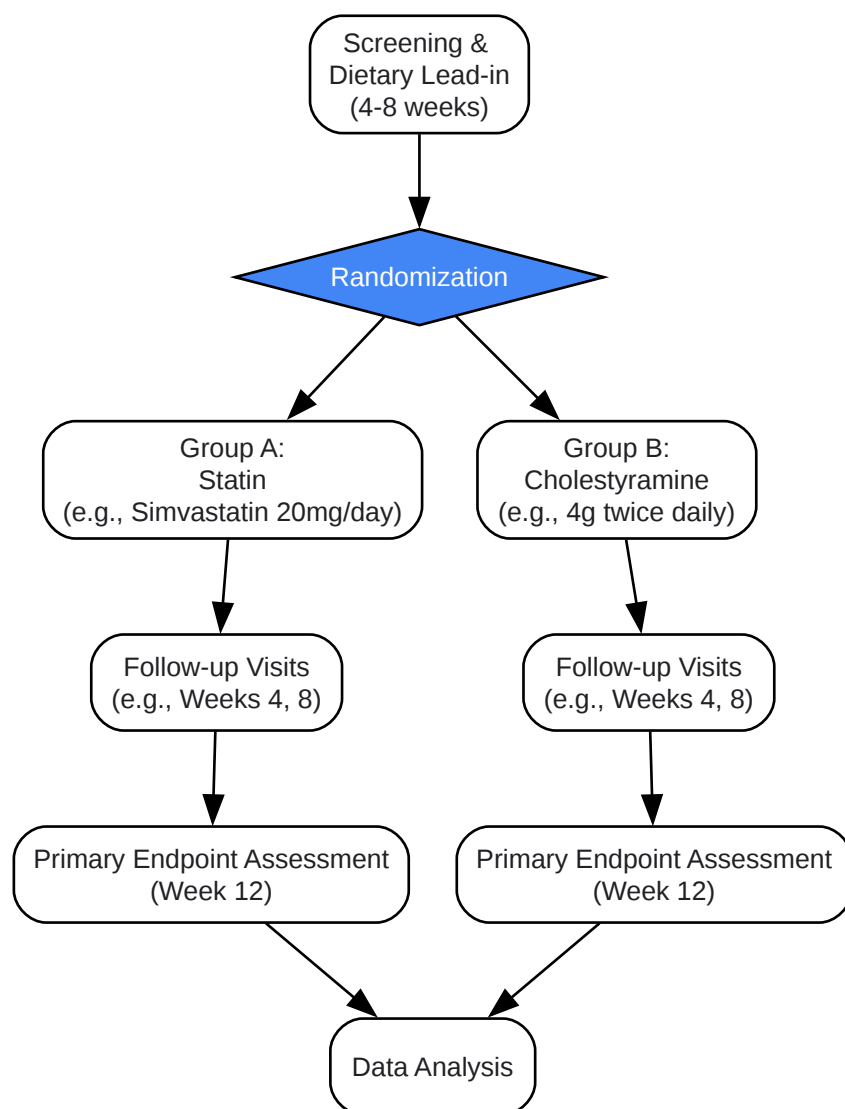 Screening &
Dietary Lead-in
(4-8 weeks)
Randomization
Group A:
Statin
(e.g., Simvastatin 20mg/day)
Group B:
Cholestyramine
(e.g., 4g twice daily)
Follow-up Visits
(e.g., Weeks 4, 8)
Follow-up Visits
(e.g., Weeks 4, 8)
Primary Endpoint Assessment
(Week 12)
Primary Endpoint Assessment
(Week 12)
Data Analysis